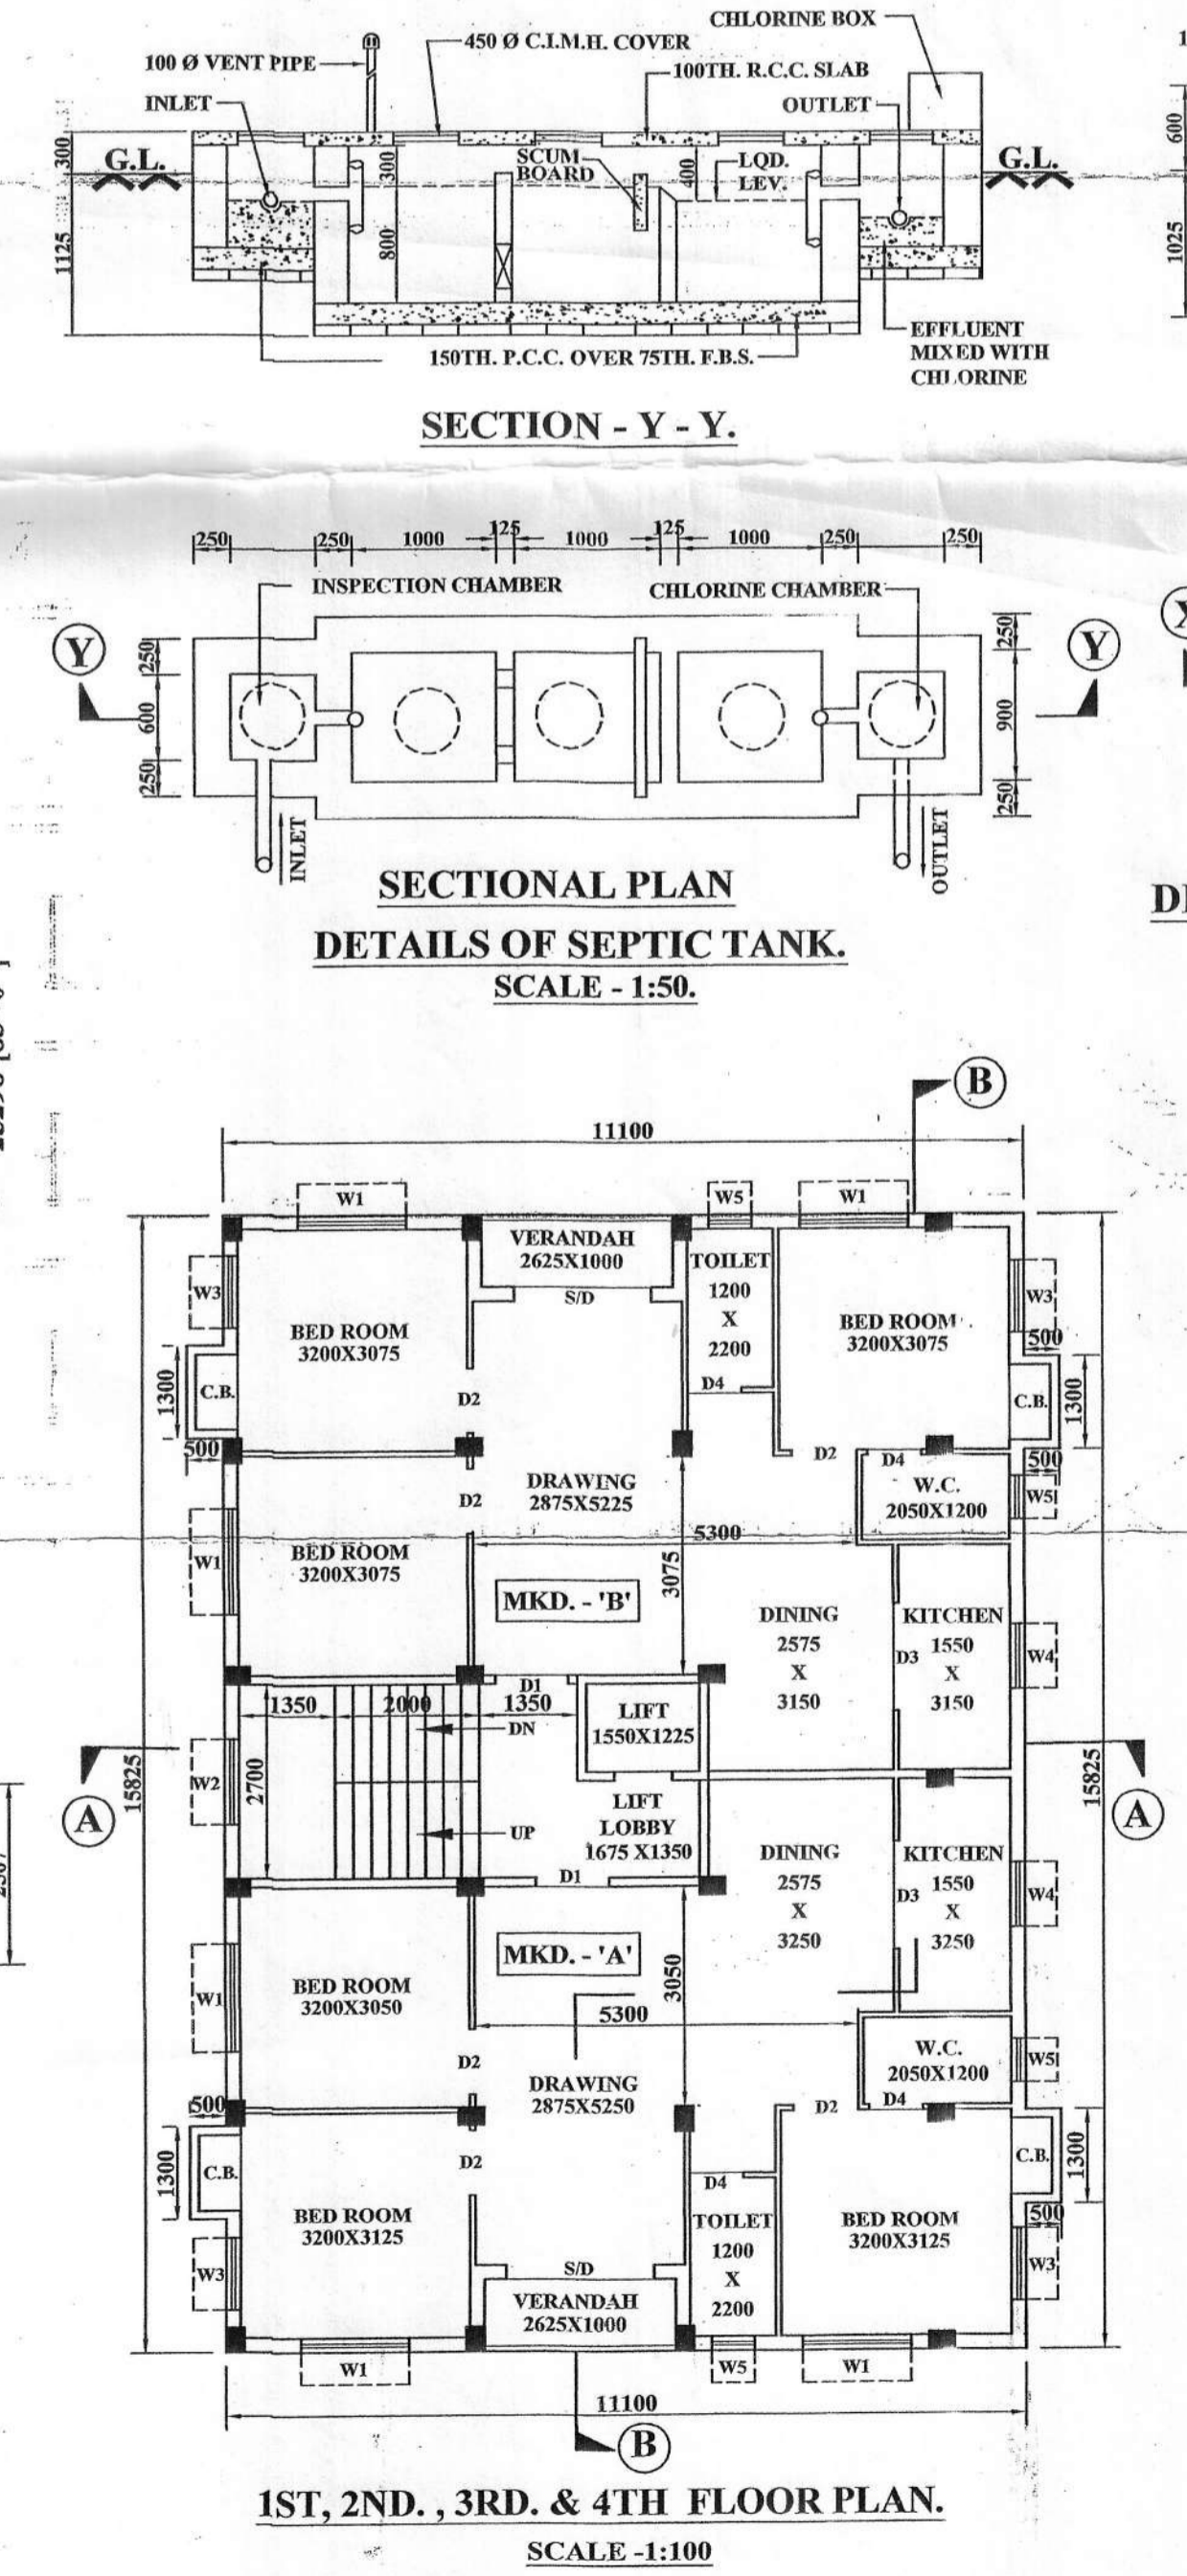 CHLORINE BOX
450 Ø C.I.M.H. COVER
100 Ø VENT PIPE
100TH. R.C.C. SLAB
INLET
OUTLET
300
G.L.
300
SCUM
BOARD
400
LQD.
LEV.
G.L.
600
1125
800
1025
EFFLUENT
MIXED WITH
CHLORINE
150TH. P.C.C. OVER 75TH. F.B.S.
SECTION - Y - Y.
250
250
1000
125
1000
125
1000
250
250
INSPECTION CHAMBER
CHLORINE CHAMBER
Y
250
600
250
250
900
250
Y
INLET
OUTLET
SECTIONAL PLAN
DETAILS OF SEPTIC TANK.
SCALE - 1:50.
B
11100
W1
W5
W1
VERANDAH
2625X1000
S/D
TOILET
1200
X
2200
D4
W3
BED ROOM
3200X3075
BED ROOM
3200X3075
W3
500
1300
C.B.
500
C.B.
1300
500
D2
D2
D4
W.C.
2050X1200
W5
DRAWING
2875X5225
D2
5300
3075
W1
BED ROOM
3200X3075
MKD. - 'B'
DINING
2575
X
3150
KITCHEN
1550
X
3150
D3
W4
D1
1350
2000
1350
DN
LIFT
1550X1225
A
15825
W2
2700
UP
LIFT
LOBBY
1675 X1350
D1
15825
A
DINING
2575
X
3250
KITCHEN
1550
X
3250
D3
W4
MKD. - 'A'
3050
5300
W1
BED ROOM
3200X3050
D2
W.C.
2050X1200
W5
DRAWING
2875X5250
D2
D4
500
1300
C.B.
C.B.
1300
500
D2
D4
BED ROOM
3200X3125
TOILET
1200
X
2200
BED ROOM
3200X3125
W3
W3
S/D
VERANDAH
2625X1000
W1
W5
W1
11100
B
1ST, 2ND. , 3RD. & 4TH FLOOR PLAN.
SCALE -1:100